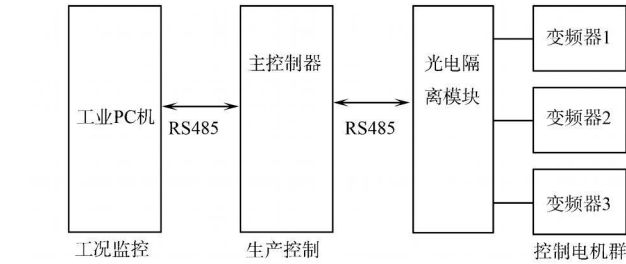 工业PC机
RS485
主控制器
RS485
光电隔
离模块
变频器1
变频器2
变频器3
工况监控
生产控制
控制电机群